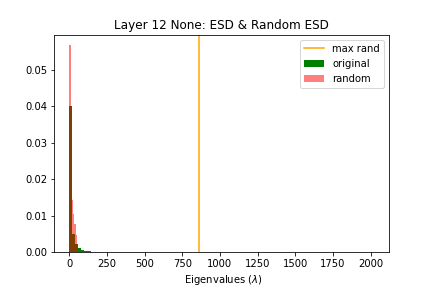 Layer 12 None: ESD & Random ESD
max rand
original
random
0.05
0.04
0.03
0.02
0.01
0.00
0 250 500 750 1000 1250 1500 1750 2000
Eigenvalues (λ)